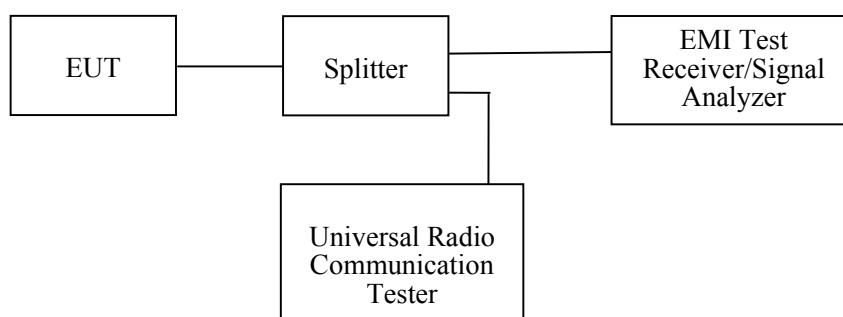 EUT
Splitter
EMI Test
Receiver/Signal
Analyzer
Universal Radio
Communication
Tester